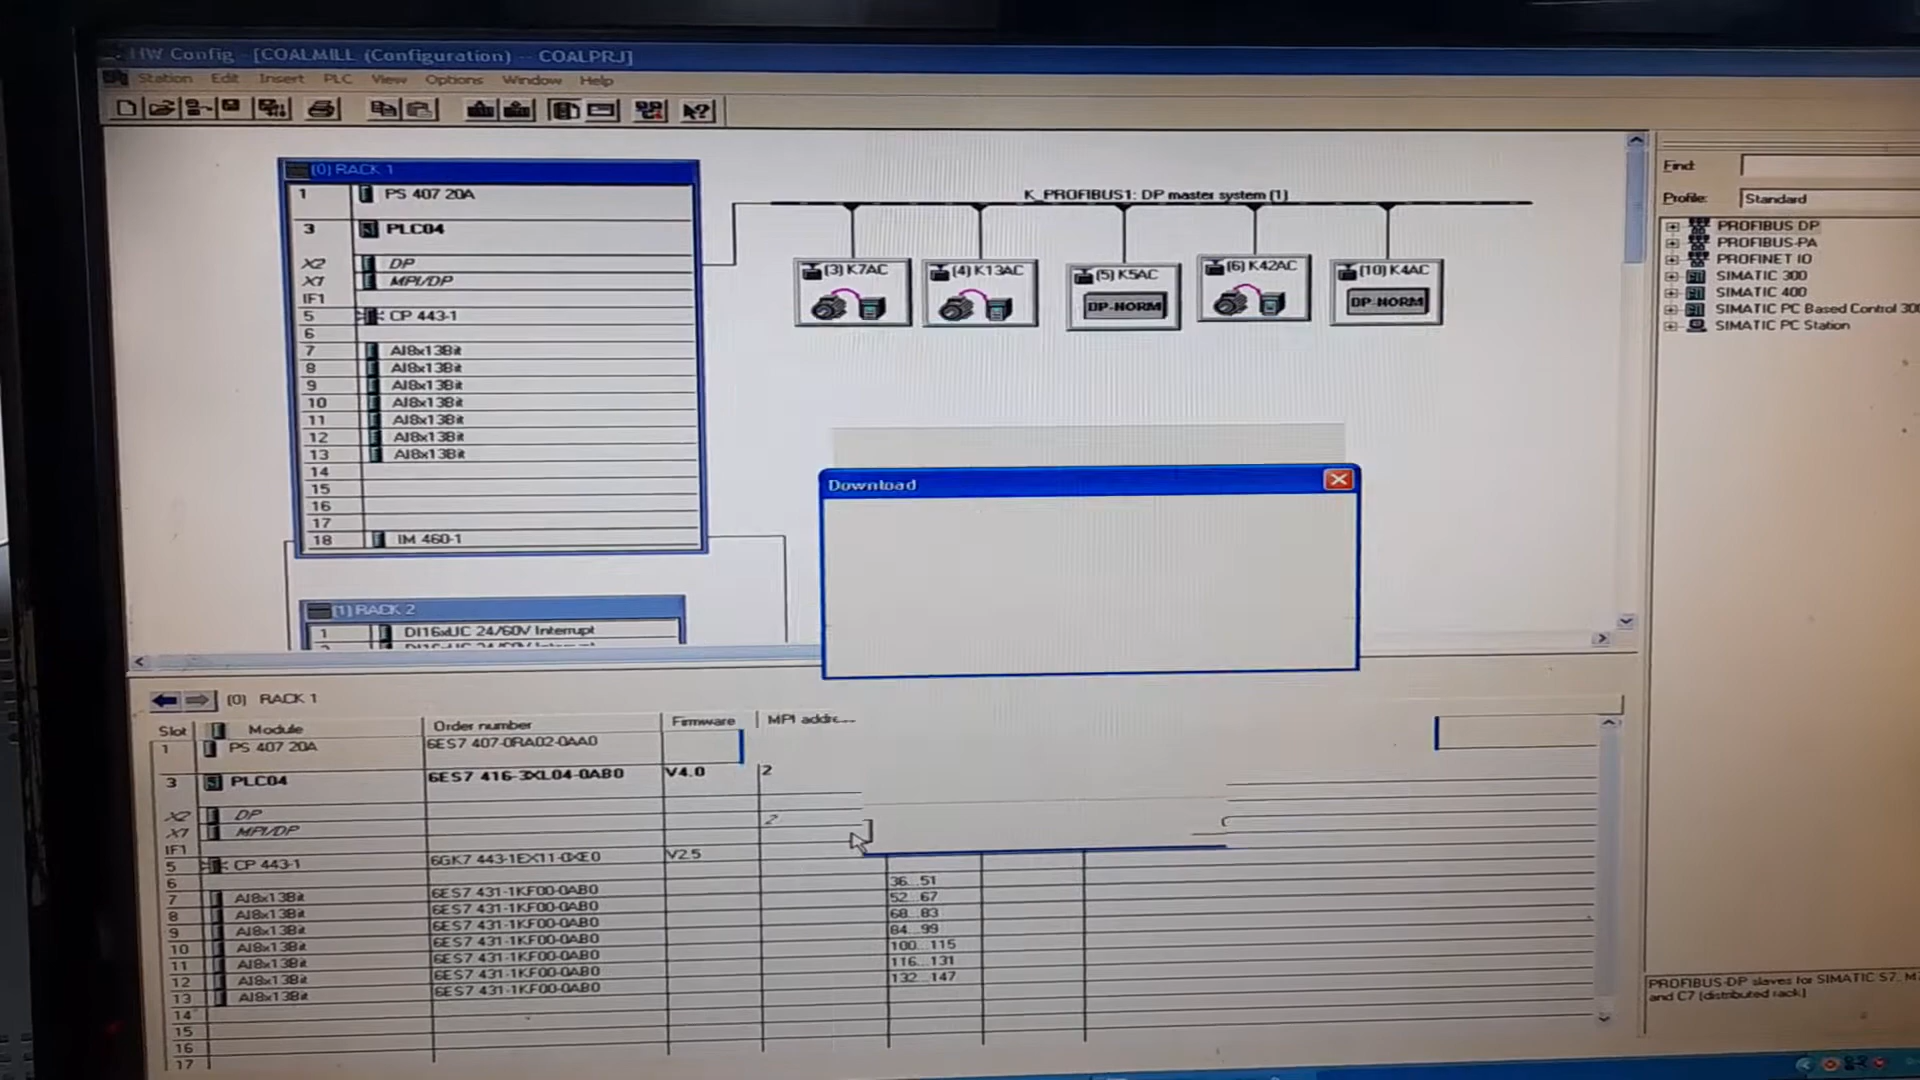 HW Config - [COALMILL (Configuration) -- COALPRJ]
Station Edit Insert PLC View Options Window Help
(0) RACK 1
1 PS 407 20A
3 PLC04
X2 DP
X1 MPI/DP
IF1
5 CP 443-1
6
7 AI8x13Bit
8 AI8x13Bit
9 AI8x13Bit
10 AI8x13Bit
11 AI8x13Bit
12 AI8x13Bit
13 AI8x13Bit
14
15
16
17
18 IM 460-1
(1) RACK 2
1 DI16xUC 24/60V Interrupt
K_PROFIBUS1: DP master system (1)
(3) K7AC
(4) K13AC
(5) K5AC
DP-NORM
(6) K42AC
(10) K4AC
DP-NORM
Download
Find:
Profile: Standard
PROFIBUS DP
PROFIBUS-PA
PROFINET IO
SIMATIC 300
SIMATIC 400
SIMATIC PC Based Control 300
SIMATIC PC Station
(0) RACK 1
Slot Module Order number Firmware MPI addre...
1 PS 407 20A 6ES7 407-0RA02-0AA0
3 PLC04 6ES7 416-3XL04-0AB0 V4.0 2
X2 DP
X1 MPI/DP 2
IF1
5 CP 443-1 6GK7 443-1EX11-0XE0 V2.5
6
7 AI8x13Bit 6ES7 431-1KF00-0AB0 36...51
8 AI8x13Bit 6ES7 431-1KF00-0AB0 52...67
9 AI8x13Bit 6ES7 431-1KF00-0AB0 68...83
10 AI8x13Bit 6ES7 431-1KF00-0AB0 84...99
11 AI8x13Bit 6ES7 431-1KF00-0AB0 100...115
12 AI8x13Bit 6ES7 431-1KF00-0AB0 116...131
13 AI8x13Bit 6ES7 431-1KF00-0AB0 132...147
14
15
16
17
PROFIBUS-DP slaves for SIMATIC S7, M7
and C7 (distributed rack)